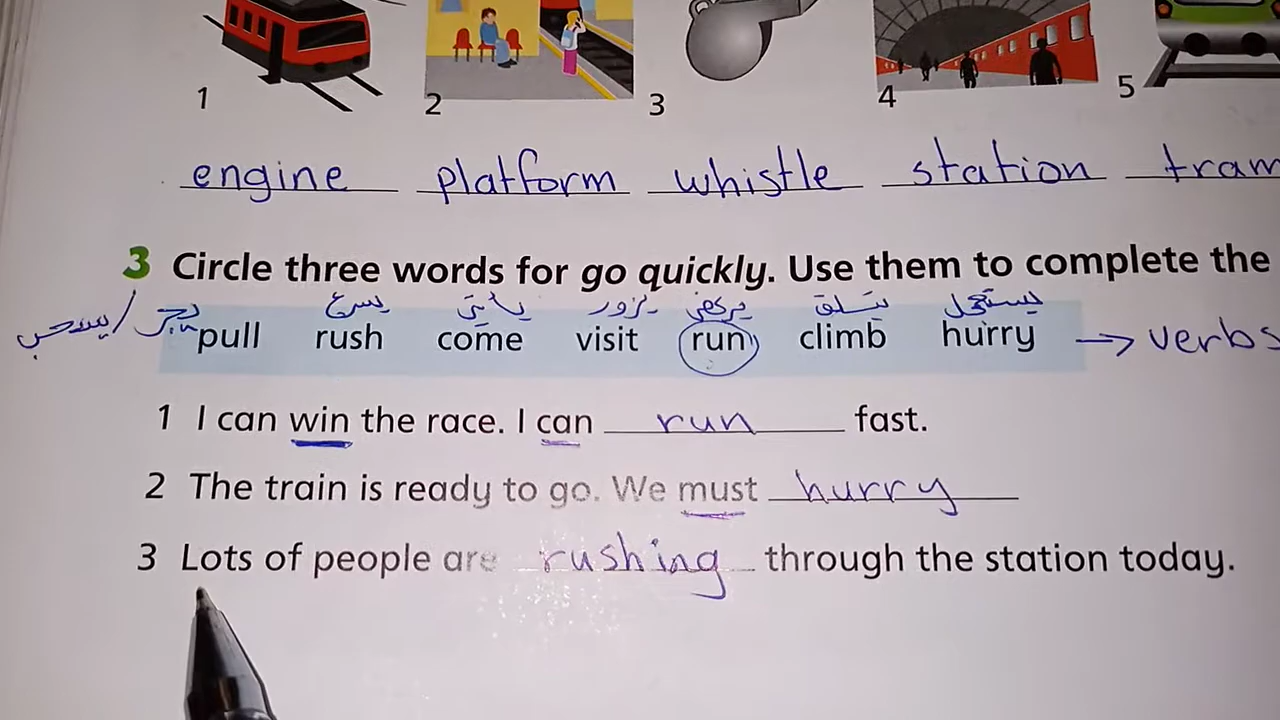 1 2 3 4 5
engine platform whistle station tram
3 Circle three words for go quickly. Use them to complete the
يجر / يسحب يسرع يأتي يزور يركض يتسلق يستعجل
pull rush come visit run climb hurry → verbs
1 I can win the race. I can run fast.
2 The train is ready to go. We must hurry
3 Lots of people are rushing through the station today.